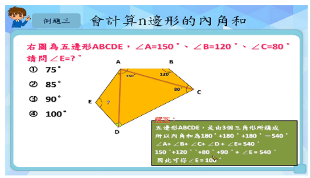 例題三
會計算n邊形的內角和
右圖為五邊形ABCDE,∠A=150°、∠B=120°、∠C=80°
請問∠E=?°
① 75°
② 85°
③ 90°
④ 100°
A
B
120°
80°
C
E
?
D
五邊形ABCDE,是由3個三角形所構成
所以內角和為180°+180°+180°=540°
∠A+∠B+∠C+∠D+∠E=540°
150°+120°+80°+90°+∠E=540°
因此可得∠E=100°